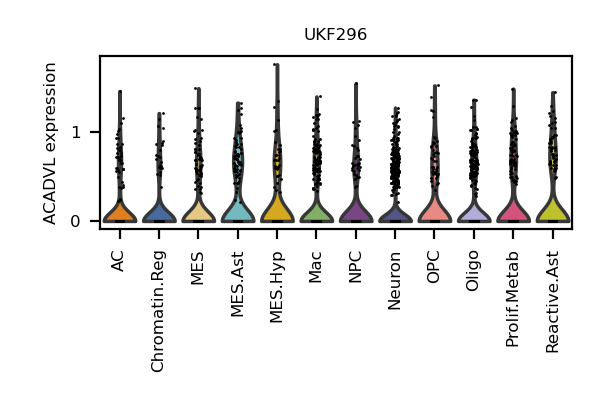 UKF296
ACADVL expression
1
0
AC
Chromatin.Reg
MES
MES.Ast
MES.Hyp
Mac
NPC
Neuron
OPC
Oligo
Prolif.Metab
Reactive.Ast